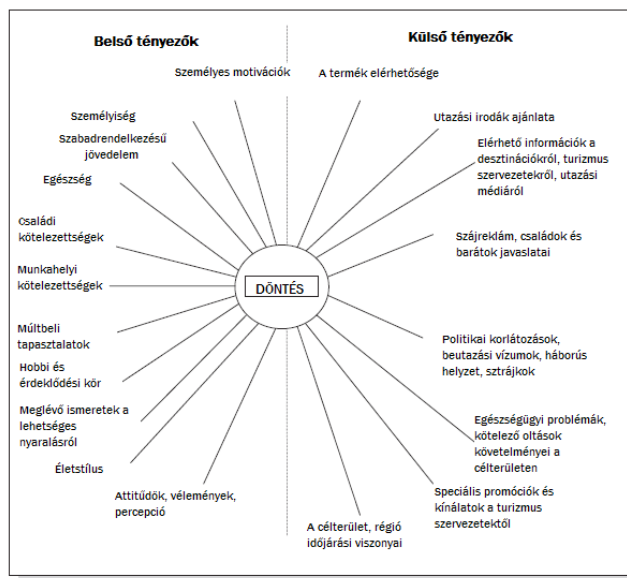 Belső tényezők
Személyes motivációk
Személyiség
Szabadrendelkezésű
jövedelem
Egészség
Családi
kötelezettségek
Munkahelyi
kötelezettségek
Múltbeli
tapasztalatok
Hobbi és
érdeklődési kör
Meglévő ismeretek a
lehetséges
nyaralásról
Életstílus
Attitűdök, vélemények,
percepció
DÖNTÉS
Külső tényezők
A termék elérhetősége
Utazási irodák ajánlata
Elérhető információk a
desztinációkról, turizmus
szervezetekről, utazási
médiáról
Szájreklám, családok és
barátok javaslatai
Politikai korlátozások,
beutazási vízumok, háborús
helyzet, sztrájkok
Egészségügyi problémák,
kötelező oltások
követelményei a
célterületen
Speciális promóciók és
kínálatok a turizmus
szervezetektől
A célterület, régió
időjárási viszonyai